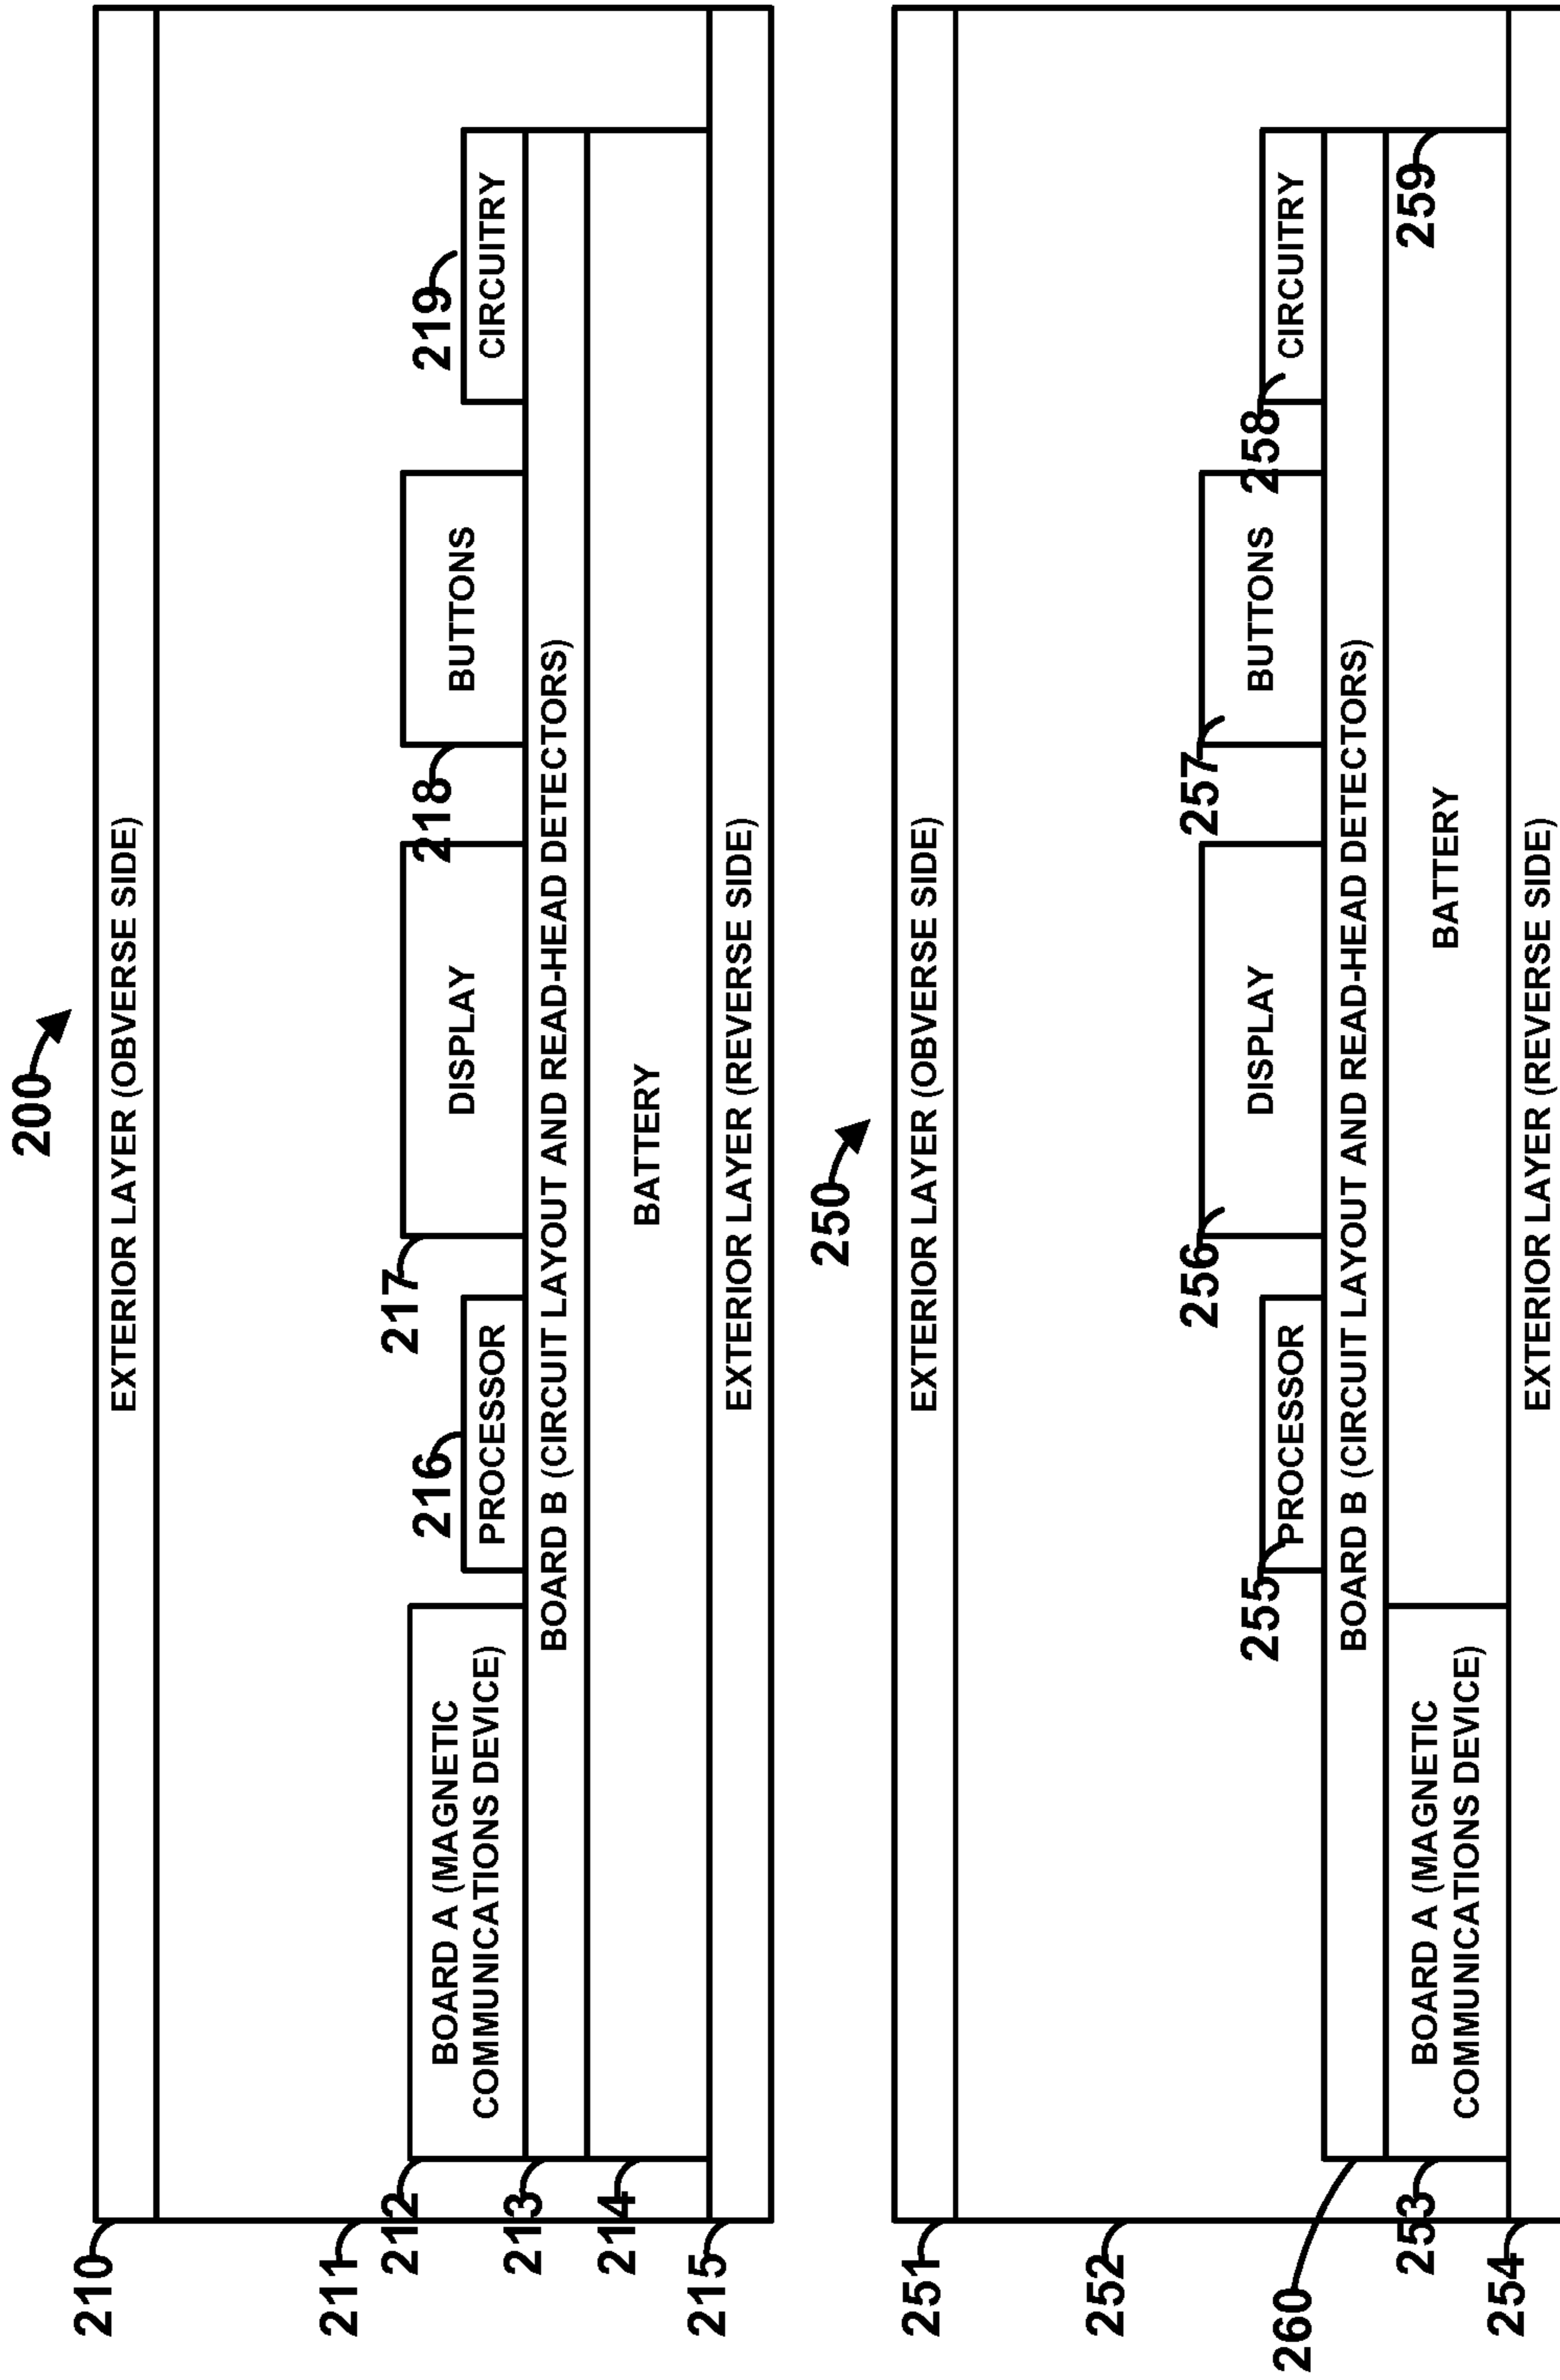 200
210
EXTERIOR LAYER (OBVERSE SIDE)
211
212
BOARD A (MAGNETIC
COMMUNICATIONS DEVICE)
216
PROCESSOR
217
DISPLAY
218
BUTTONS
219
CIRCUITRY
213
BOARD B (CIRCUIT LAYOUT AND READ-HEAD DETECTORS)
214
BATTERY
215
EXTERIOR LAYER (REVERSE SIDE)
250
251
EXTERIOR LAYER (OBVERSE SIDE)
252
255
PROCESSOR
256
DISPLAY
257
BUTTONS
258
CIRCUITRY
260
BOARD B (CIRCUIT LAYOUT AND READ-HEAD DETECTORS)
253
BOARD A (MAGNETIC
COMMUNICATIONS DEVICE)
BATTERY
259
254
EXTERIOR LAYER (REVERSE SIDE)